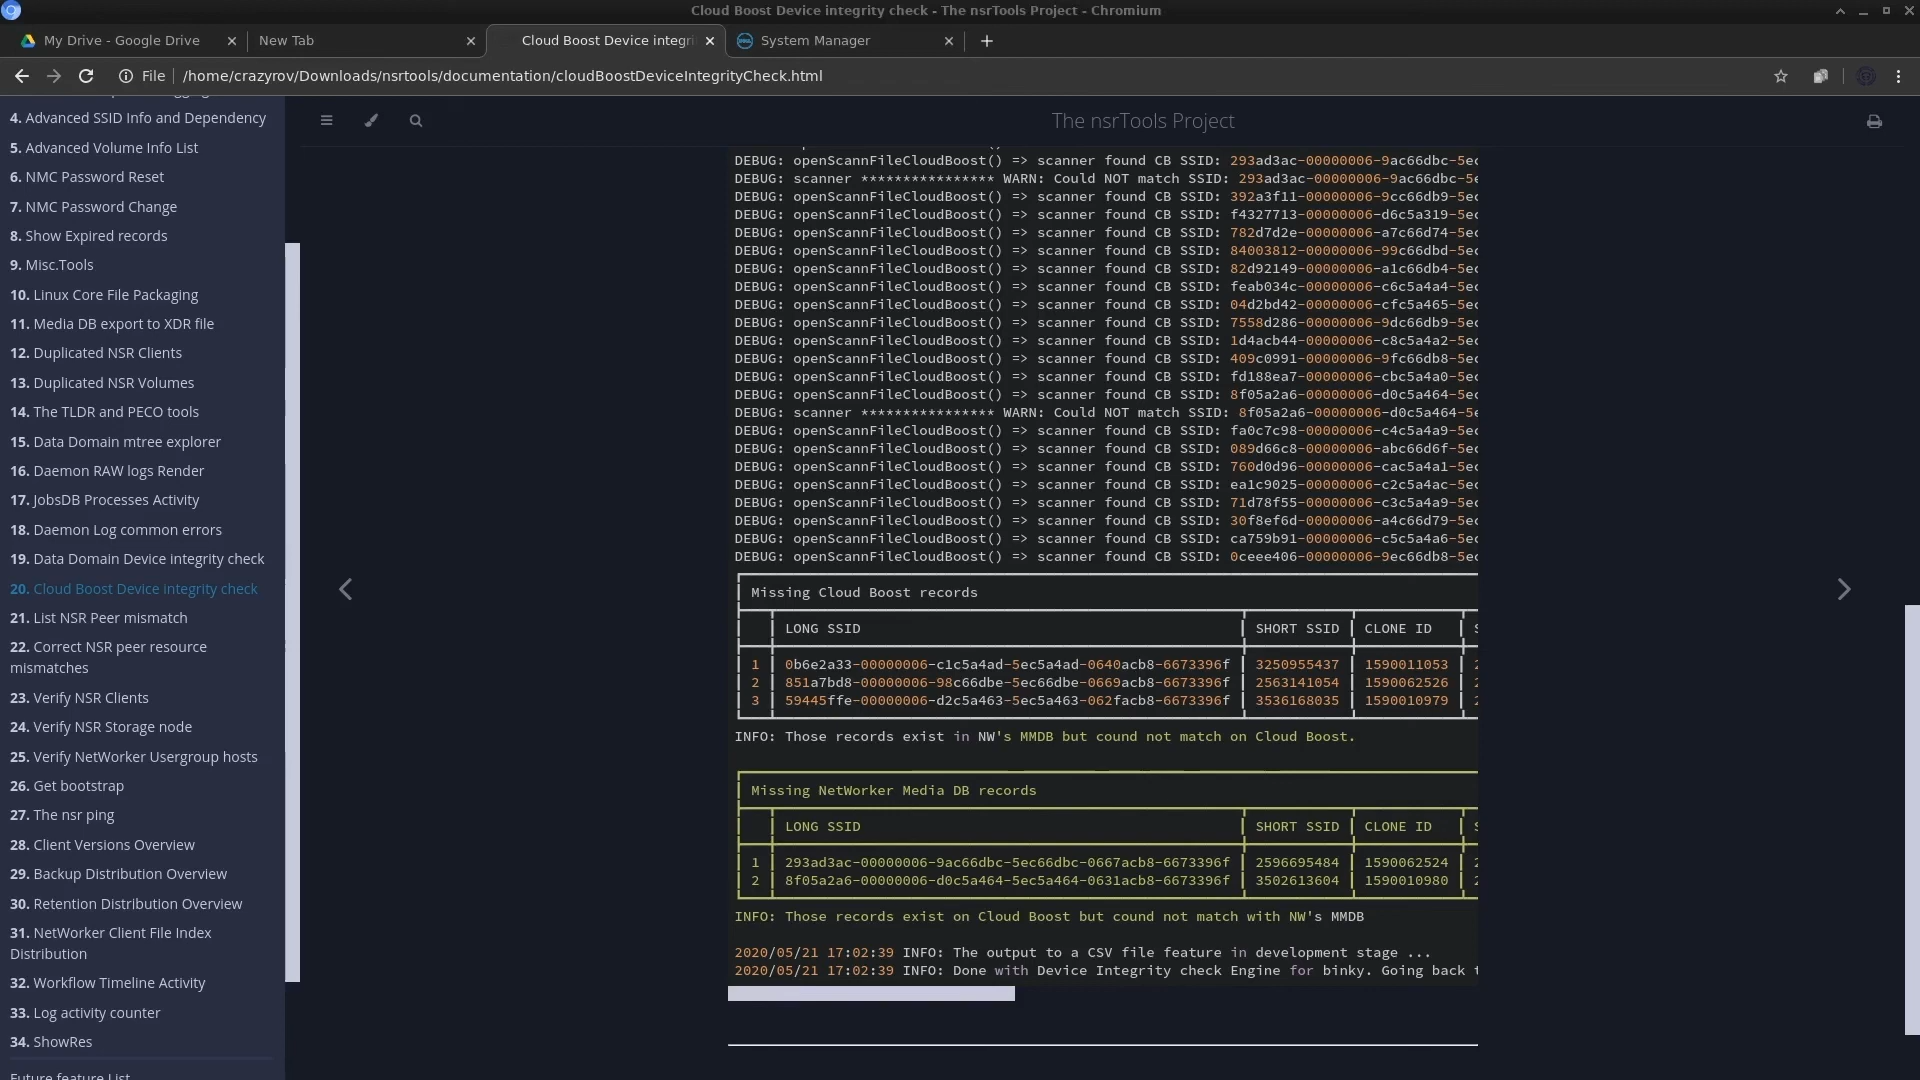 Cloud Boost Device integrity check - The nsrTools Project - Chromium
My Drive - Google Drive
New Tab
Cloud Boost Device integri
System Manager
File
/home/crazyrov/Downloads/nsrtools/documentation/cloudBoostDeviceIntegrityCheck.html
The nsrTools Project
4. Advanced SSID Info and Dependency
5. Advanced Volume Info List
6. NMC Password Reset
7. NMC Password Change
8. Show Expired records
9. Misc.Tools
10. Linux Core File Packaging
11. Media DB export to XDR file
12. Duplicated NSR Clients
13. Duplicated NSR Volumes
14. The TLDR and PECO tools
15. Data Domain mtree explorer
16. Daemon RAW logs Render
17. JobsDB Processes Activity
18. Daemon Log common errors
19. Data Domain Device integrity check
20. Cloud Boost Device integrity check
21. List NSR Peer mismatch
22. Correct NSR peer resource
mismatches
23. Verify NSR Clients
24. Verify NSR Storage node
25. Verify NetWorker Usergroup hosts
26. Get bootstrap
27. The nsr ping
28. Client Versions Overview
29. Backup Distribution Overview
30. Retention Distribution Overview
31. NetWorker Client File Index
Distribution
32. Workflow Timeline Activity
33. Log activity counter
34. ShowRes
Future feature List
DEBUG: openScannFileCloudBoost() => scanner found CB SSID: 293ad3ac-00000006-9ac66dbc-5ec
DEBUG: scanner **************** WARN: Could NOT match SSID: 293ad3ac-00000006-9ac66dbc-5e
DEBUG: openScannFileCloudBoost() => scanner found CB SSID: 392a3f11-00000006-9cc66db9-5ec
DEBUG: openScannFileCloudBoost() => scanner found CB SSID: f4327713-00000006-d6c5a319-5ec
DEBUG: openScannFileCloudBoost() => scanner found CB SSID: 782d7d2e-00000006-a7c66d74-5ec
DEBUG: openScannFileCloudBoost() => scanner found CB SSID: 84003812-00000006-99c66dbd-5ec
DEBUG: openScannFileCloudBoost() => scanner found CB SSID: 82d92149-00000006-a1c66db4-5ec
DEBUG: openScannFileCloudBoost() => scanner found CB SSID: feab034c-00000006-c6c5a4a4-5ec
DEBUG: openScannFileCloudBoost() => scanner found CB SSID: 04d2bd42-00000006-cfc5a465-5ec
DEBUG: openScannFileCloudBoost() => scanner found CB SSID: 7558d286-00000006-9dc66db9-5ec
DEBUG: openScannFileCloudBoost() => scanner found CB SSID: 1d4acb44-00000006-c8c5a4a2-5ec
DEBUG: openScannFileCloudBoost() => scanner found CB SSID: 409c0991-00000006-9fc66db8-5ec
DEBUG: openScannFileCloudBoost() => scanner found CB SSID: fd188ea7-00000006-cbc5a4a0-5ec
DEBUG: openScannFileCloudBoost() => scanner found CB SSID: 8f05a2a6-00000006-d0c5a464-5ec
DEBUG: scanner **************** WARN: Could NOT match SSID: 8f05a2a6-00000006-d0c5a464-5e
DEBUG: openScannFileCloudBoost() => scanner found CB SSID: fa0c7c98-00000006-c4c5a4a9-5ec
DEBUG: openScannFileCloudBoost() => scanner found CB SSID: 089d66c8-00000006-abc66d6f-5ec
DEBUG: openScannFileCloudBoost() => scanner found CB SSID: 760d0d96-00000006-cac5a4a1-5ec
DEBUG: openScannFileCloudBoost() => scanner found CB SSID: ea1c9025-00000006-c2c5a4ac-5ec
DEBUG: openScannFileCloudBoost() => scanner found CB SSID: 71d78f55-00000006-c3c5a4a9-5ec
DEBUG: openScannFileCloudBoost() => scanner found CB SSID: 30f8ef6d-00000006-a4c66d79-5ec
DEBUG: openScannFileCloudBoost() => scanner found CB SSID: ca759b91-00000006-c5c5a4a6-5ec
DEBUG: openScannFileCloudBoost() => scanner found CB SSID: 0ceee406-00000006-9ec66db8-5ec
Missing Cloud Boost records
LONG SSID SHORT SSID CLONE ID
1 0b6e2a33-00000006-c1c5a4ad-5ec5a4ad-0640acb8-6673396f 3250955437 1590011053
2 851a7bd8-00000006-98c66dbe-5ec66dbe-0669acb8-6673396f 2563141054 1590062526
3 59445ffe-00000006-d2c5a463-5ec5a463-062facb8-6673396f 3536168035 1590010979
INFO: Those records exist in NW's MMDB but cound not match on Cloud Boost.
Missing NetWorker Media DB records
LONG SSID SHORT SSID CLONE ID
1 293ad3ac-00000006-9ac66dbc-5ec66dbc-0667acb8-6673396f 2596695484 1590062524
2 8f05a2a6-00000006-d0c5a464-5ec5a464-0631acb8-6673396f 3502613604 1590010980
INFO: Those records exist on Cloud Boost but cound not match with NW's MMDB
2020/05/21 17:02:39 INFO: The output to a CSV file feature in development stage ...
2020/05/21 17:02:39 INFO: Done with Device Integrity check Engine for binky. Going back t